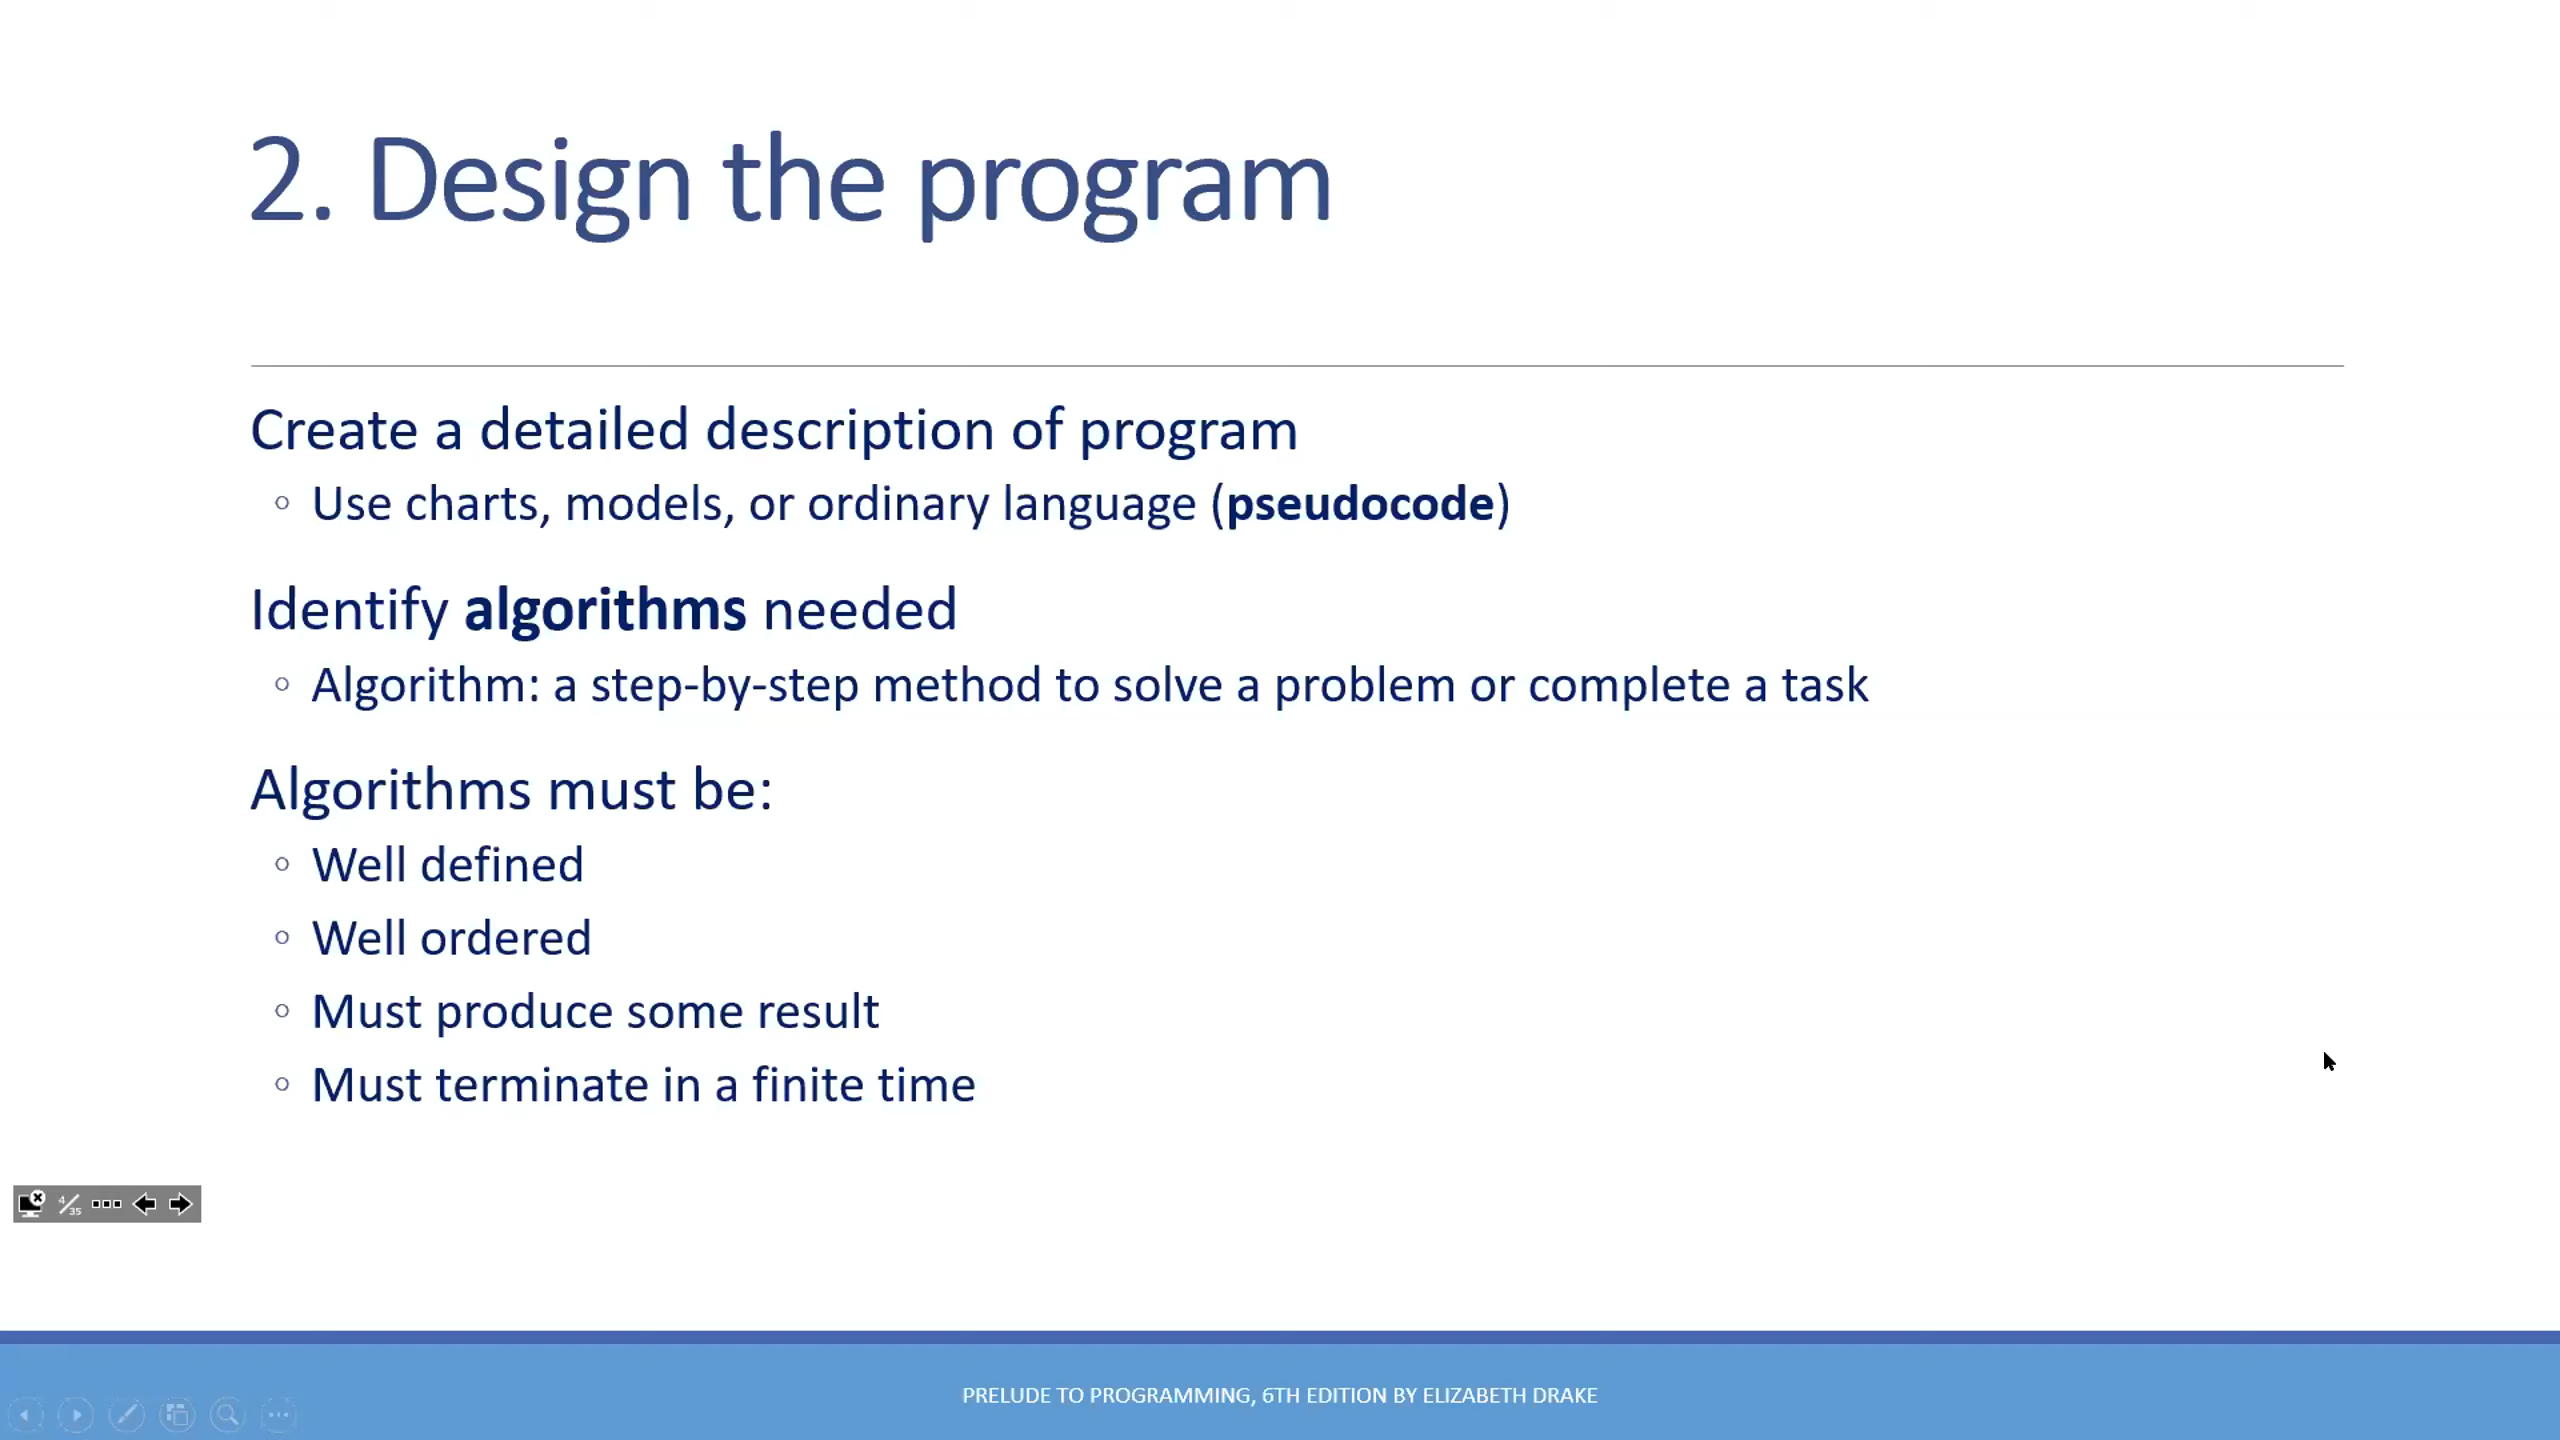 2. Design the program
Create a detailed description of program
◦ Use charts, models, or ordinary language (pseudocode)
Identify algorithms needed
◦ Algorithm: a step-by-step method to solve a problem or complete a task
Algorithms must be:
◦ Well defined
◦ Well ordered
◦ Must produce some result
◦ Must terminate in a finite time
4/35
PRELUDE TO PROGRAMMING, 6TH EDITION BY ELIZABETH DRAKE